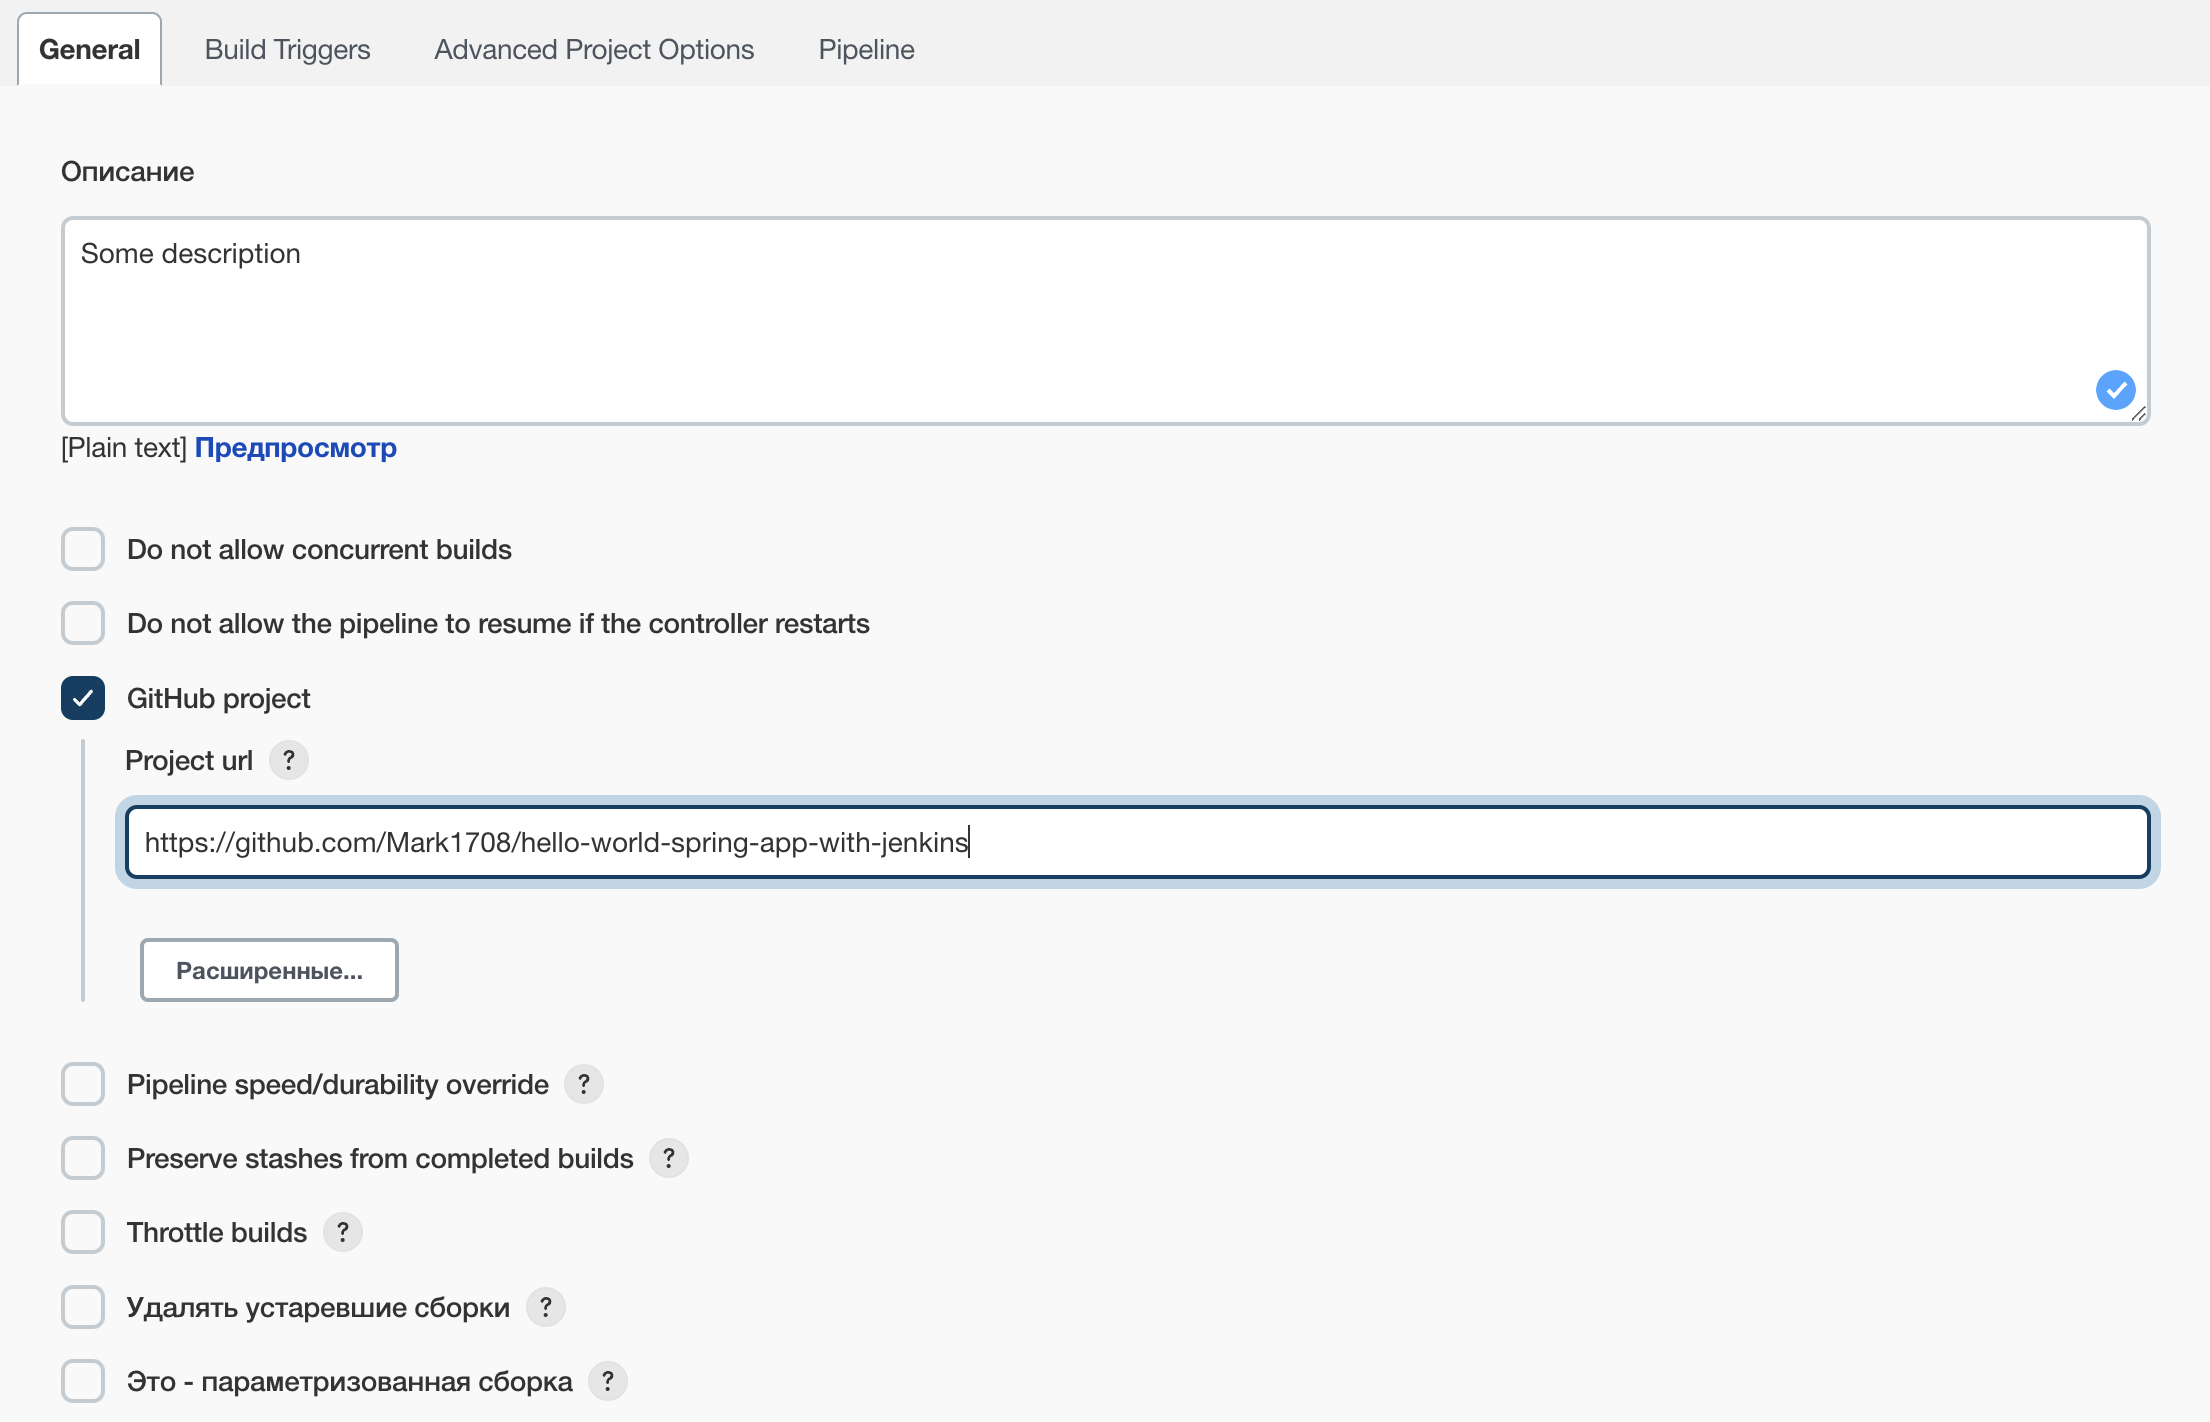 General Build Triggers Advanced Project Options Pipeline
Описание
Some description
[Plain text] Предпросмотр
Do not allow concurrent builds
Do not allow the pipeline to resume if the controller restarts
GitHub project
Project url ?
https://github.com/Mark1708/hello-world-spring-app-with-jenkins
Расширенные...
Pipeline speed/durability override ?
Preserve stashes from completed builds ?
Throttle builds ?
Удалять устаревшие сборки ?
Это - параметризованная сборка ?